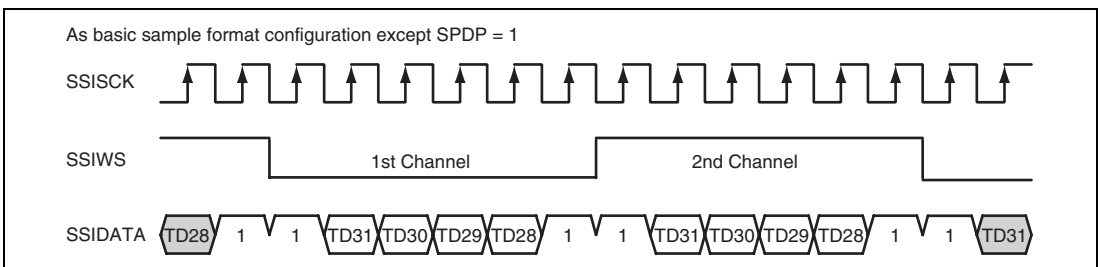 As basic sample format configuration except SPDP = 1
SSISCK
SSIWS 1st Channel 2nd Channel
SSIDATA TD28 1 1 TD31 TD30 TD29 TD28 1 1 TD31 TD30 TD29 TD28 1 1 TD31